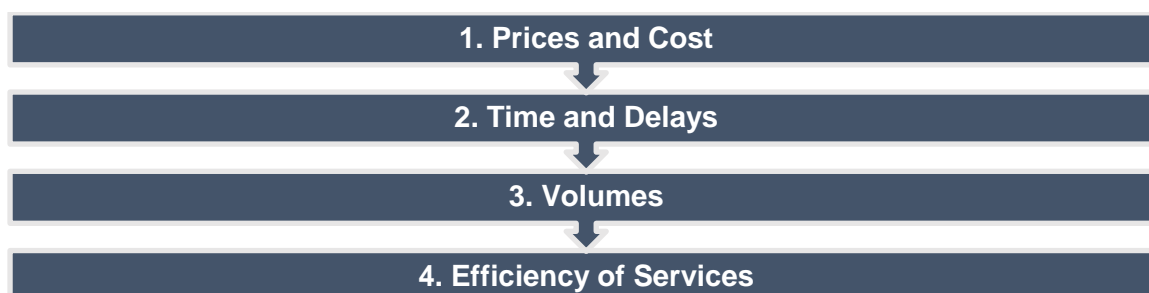 1. Prices and Cost
2. Time and Delays
3. Volumes
4. Efficiency of Services